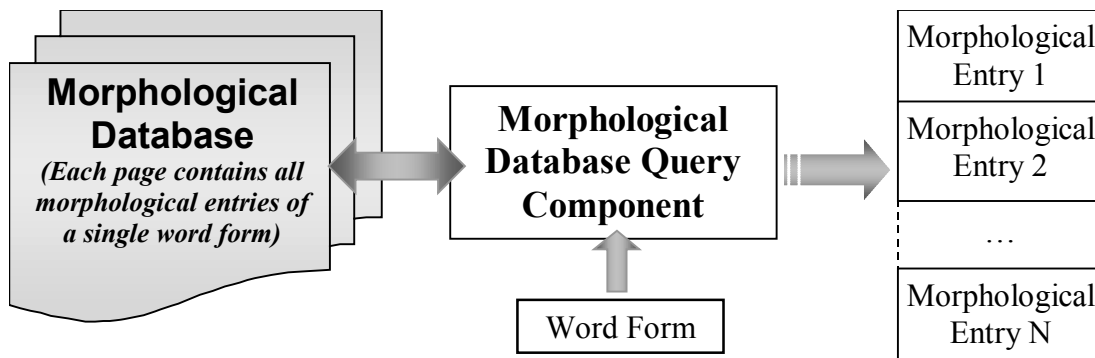 Morphological
Database
(Each page contains all
morphological entries of
a single word form)
Morphological
Database Query
Component
Word Form
Morphological
Entry 1
Morphological
Entry 2
…
Morphological
Entry N